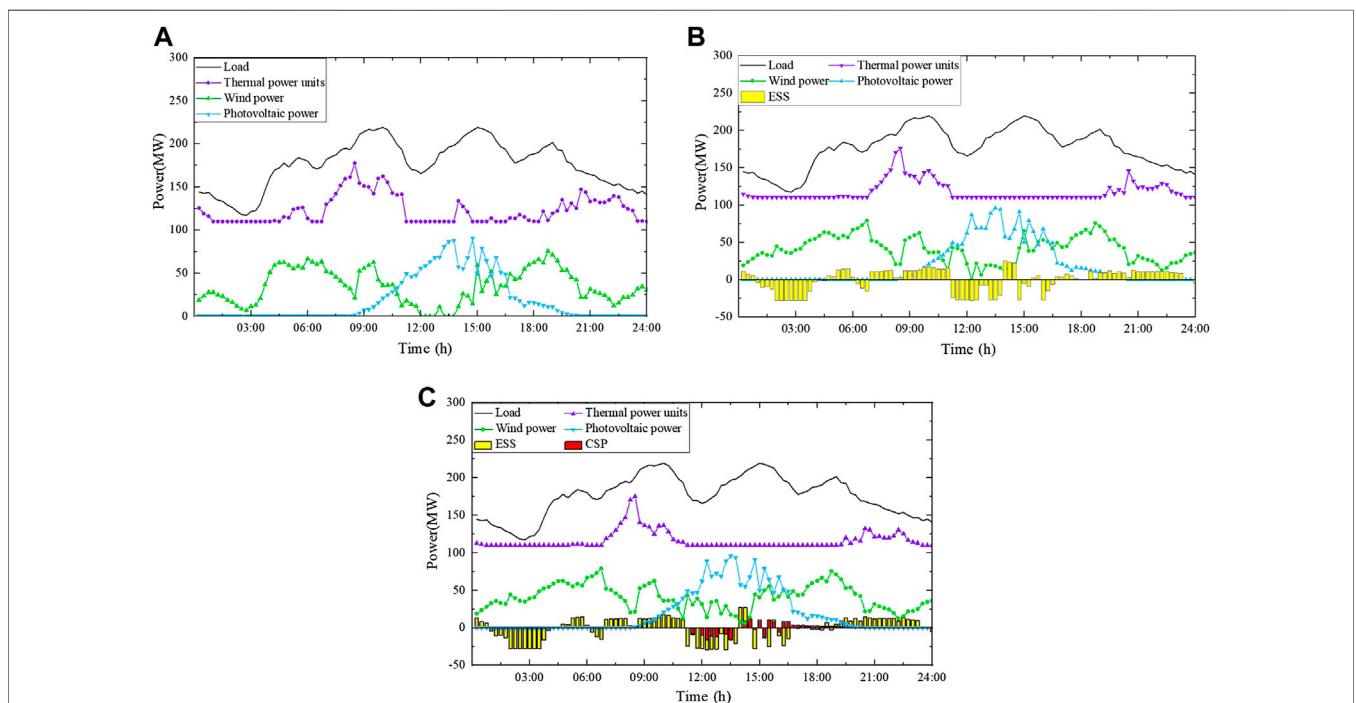 A
300
250
200
150
100
50
0
Power(MW)
Load
Thermal power units
Wind power
Photovoltaic power
03:00 06:00 09:00 12:00 15:00 18:00 21:00 24:00
Time (h)
B
300
250
200
150
100
50
0
-50
Power(MW)
Load Thermal power units
Wind power Photovoltaic power
ESS
03:00 06:00 09:00 12:00 15:00 18:00 21:00 24:00
Time (h)
C
300
250
200
150
100
50
0
-50
Power(MW)
Load Thermal power units
Wind power Photovoltaic power
ESS CSP
03:00 06:00 09:00 12:00 15:00 18:00 21:00 24:00
Time (h)